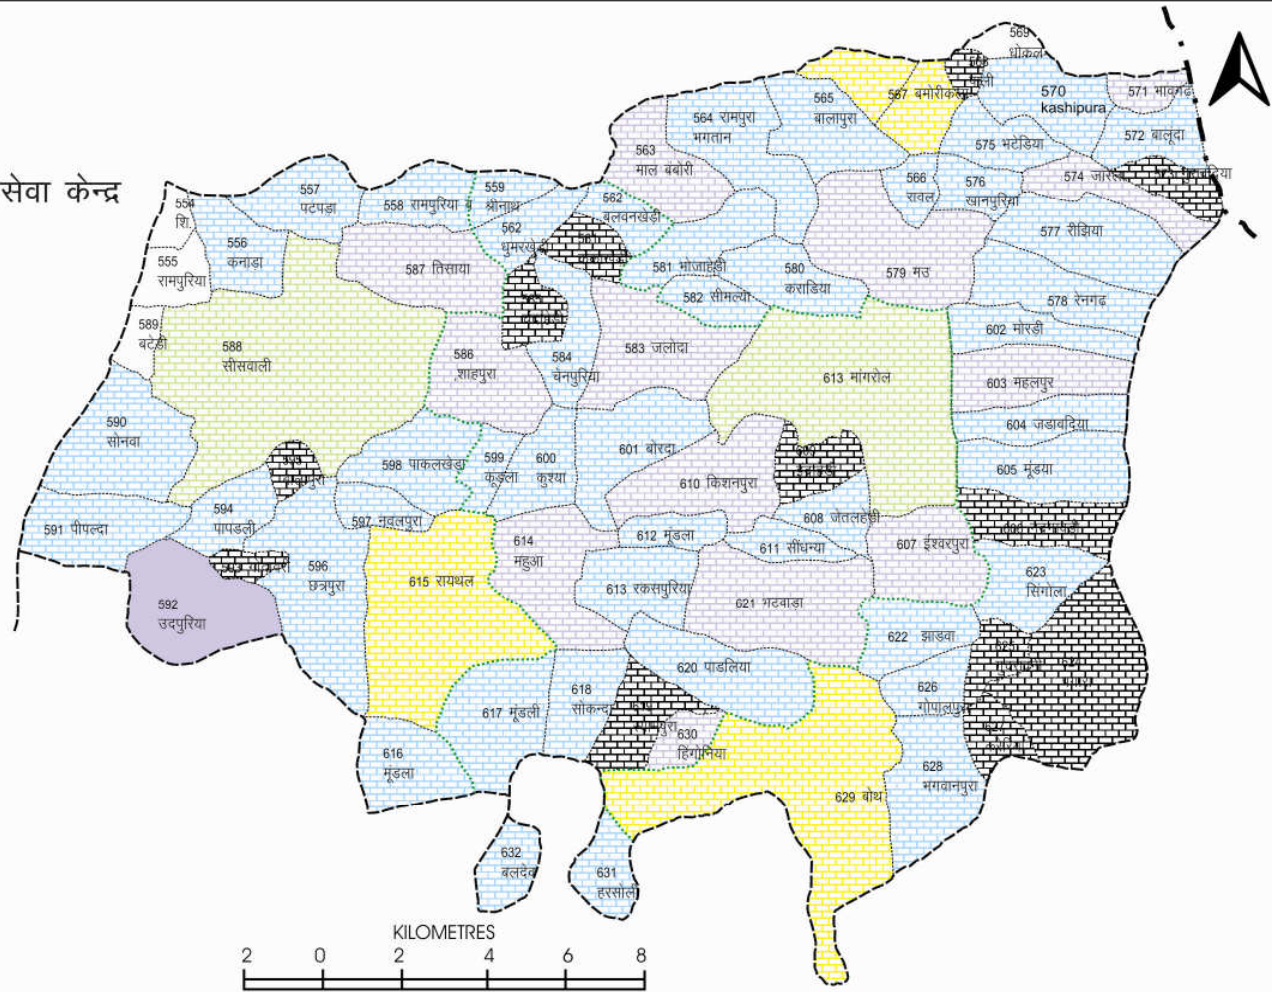 सेवा केन्द्र
569
धोकल
570
kashipura
571 भावगढ
572 बालूदा
567 बमोरीकला
565
बालापुरा
564 रामपुरा
भगतान
563
माल बंबोरी
575 भटेडिया
574
566
रावल
576
खानपुरिया
577 रीझिया
578 रेनगढ
579 मउ
580
कराडिया
581 भोजाहेड़ी
582 सीमल्या
562
बलवनखेडी
559
श्रीनाथ
562
धुमरखेड़ी
558 रामपुरिया ब
557
पटपड़ा
554
शि.
555
रामपुरिया
556
कनाड़ा
587 तिसाया
589
बटेडी
588
सीसवाली
586
शाहपुरा
584
चेनपुरिया
583 जलोदा
602 मोरडी
603 महलपुर
604 जडावदिया
605 मूंडया
613 मांगरोल
590
सोनवा
591 पीपल्दा
592
उदपुरिया
594
पापडली
596
छत्रपुरा
597 नवलपुरा
598 पाकलखेडा
599
कूंडला
600
कुश्या
601 बोरदा
610 किशनपुरा
608 जेतलहेड़ी
607 ईश्वरपुरा
611 सींधन्या
612 मूंडला
613 रकसपुरिया
614
महुआ
615 रायथल
621 भटवाड़ा
623
सिंगोला
622 झाडवा
620 पाडलिया
626
गोपालपुरा
628
भगवानपुरा
629 बोथ
630
हिंगोनिया
618
सोकन्दा
617 मूंडली
616
मूंडला
632
बलदेव
631
हरसोली
KILOMETRES
2 0 2 4 6 8